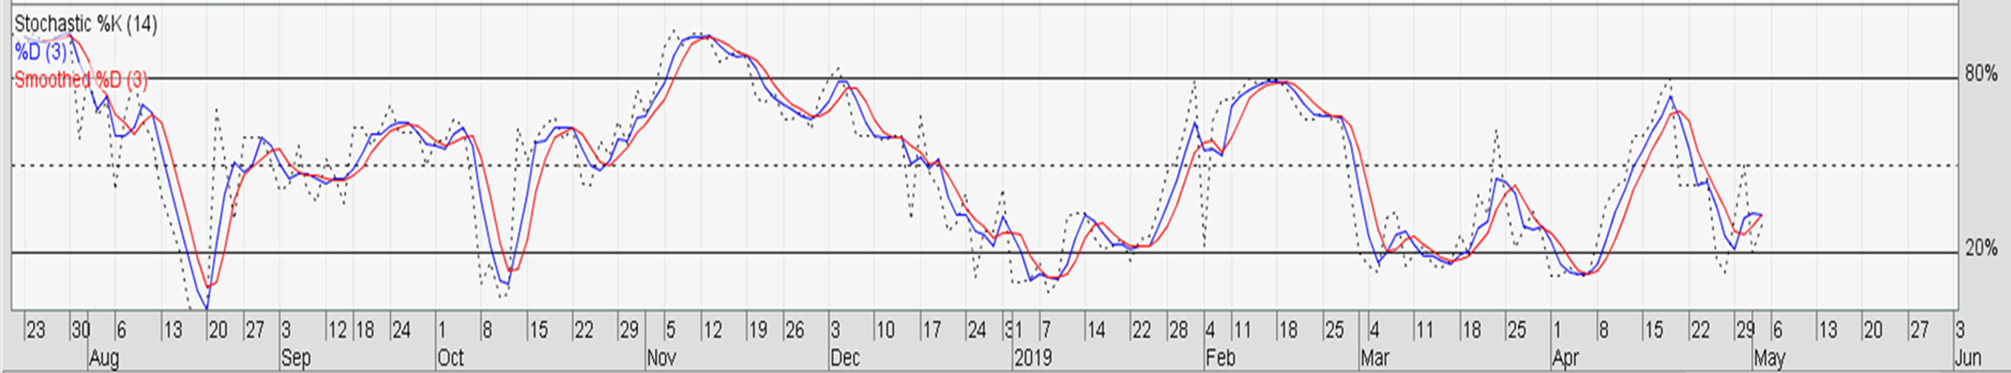 Stochastic %K (14)
%D (3)
Smoothed %D (3)
80%
20%
23 30 6 13 20 27 3 12 18 24 1 8 15 22 29 5 12 19 26 3 10 17 24 31 7 14 22 28 4 11 18 25 4 11 18 25 1 8 15 22 29 6 13 20 27 3
Aug Sep Oct Nov Dec 2019 Feb Mar Apr May Jun